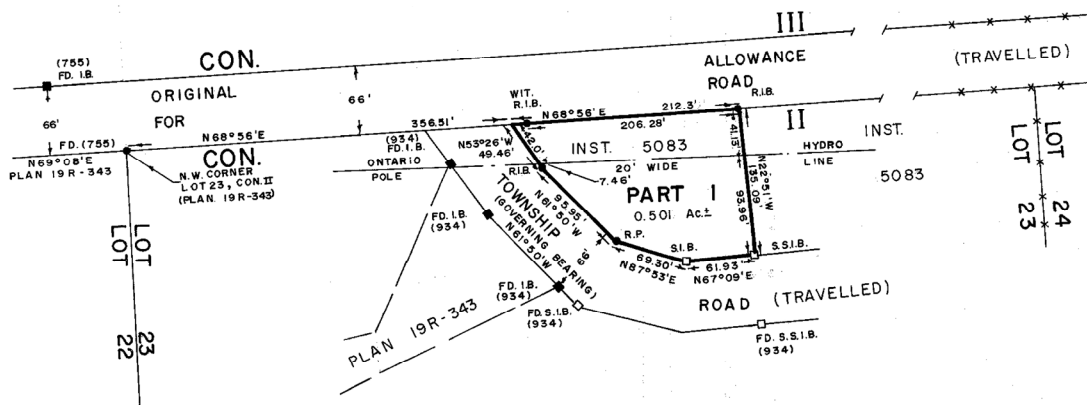 III
(755)
FD. I.B.
CON.
ALLOWANCE
ROAD
(TRAVELLED)
ORIGINAL
FOR
66'
66'
WIT.
R.I.B.
N68°56'E
212.3'
R.I.B.
206.28'
356.51'
II
FD. (755)
N68°56'E
N69°08'E
PLAN 19R-343
CON.
N.W. CORNER
LOT 23, CON. II
(PLAN. 19R-343)
(934)
FD. I.B.
N53°26'W
49.46'
42.0'
INST. 5083
41.13'
INST.
5083
ONTARIO
POLE
HYDRO
LINE
R.I.B.
20'
WIDE
7.46'
N22°51'W
135.09'
93.96'
PART 1
0.501 Ac.±
LOT
23
LOT
24
TOWNSHIP
(GOVERNING BEARING)
N61°50'W
95.95'
N61°50'W
FD. I.B.
(934)
R.P.
66'
69.30'
N87°53'E
S.I.B.
61.93'
N67°09'E
S.S.I.B.
FD. I.B.
(934)
FD. S.I.B.
(934)
ROAD (TRAVELLED)
FD. S.S.I.B.
(934)
PLAN 19R-343
LOT
22
LOT
23